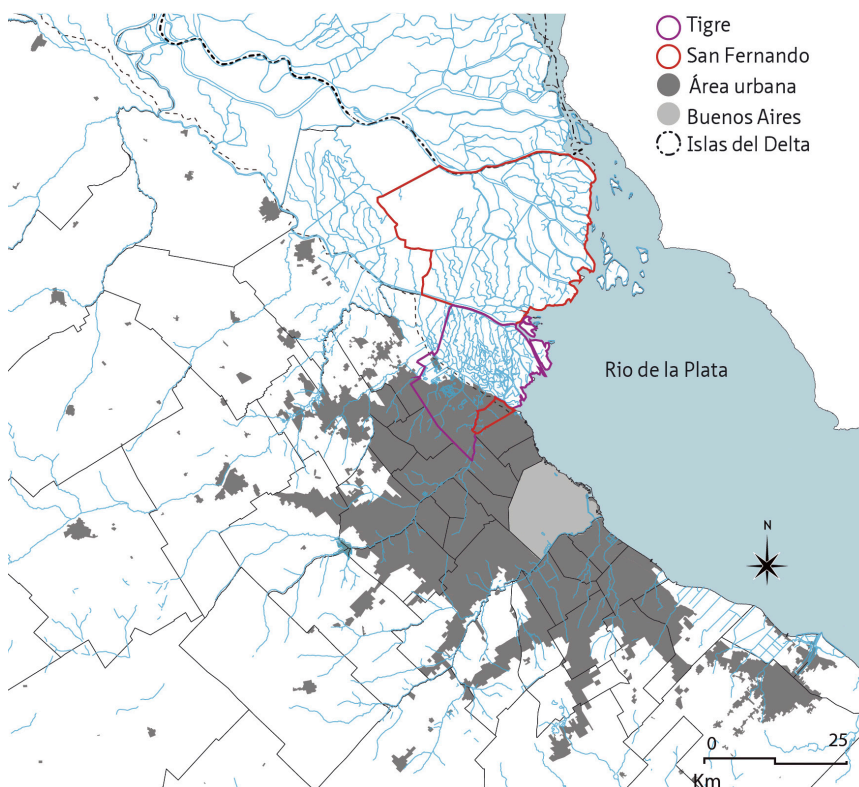 Tigre
San Fernando
Área urbana
Buenos Aires
Islas del Delta
Rio de la Plata
N
0 25
Km